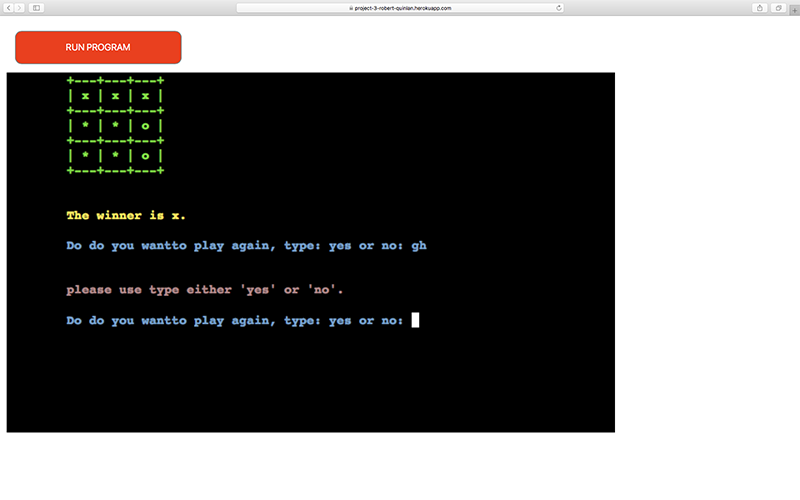 project-3-robert-quinlan.herokuapp.com
RUN PROGRAM
+---+---+---+
| x | x | x |
+---+---+---+
| * | * | o |
+---+---+---+
| * | * | o |
+---+---+---+
The winner is x.
Do do you wantto play again, type: yes or no: gh
please use type either 'yes' or 'no'.
Do do you wantto play again, type: yes or no: